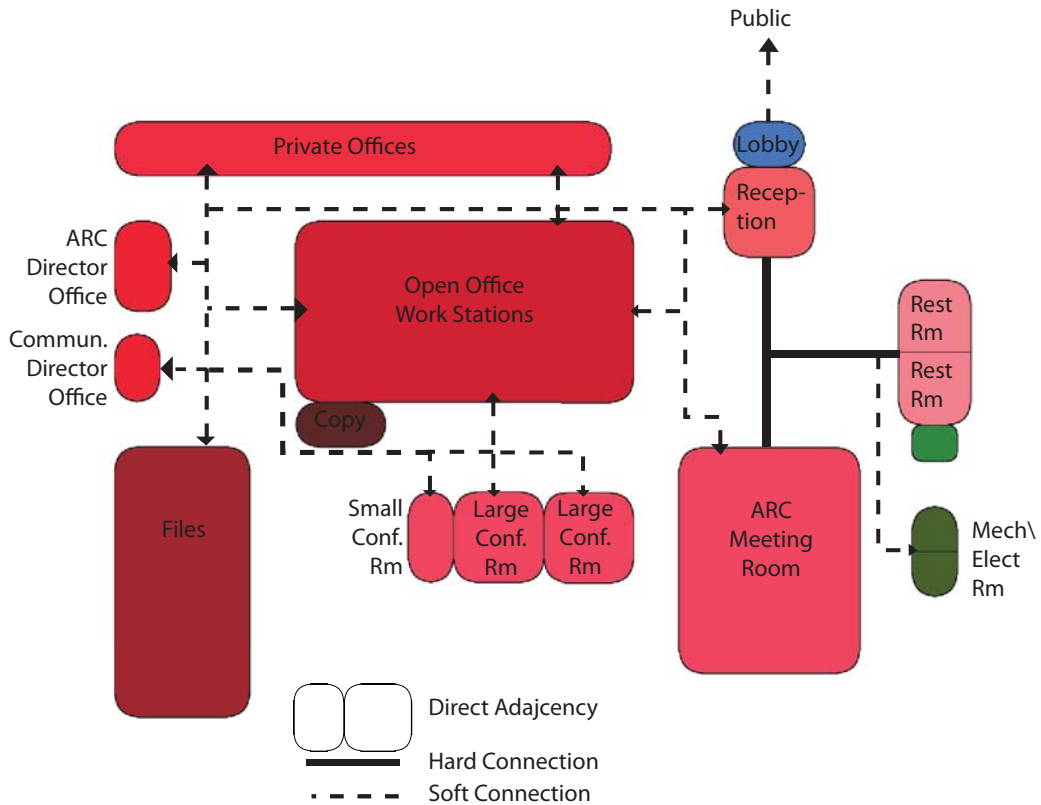 Public
Private Offices
Lobby
Recep-
tion
ARC
Director
Office
Open Office
Work Stations
Commun.
Director
Office
Rest
Rm
Rest
Rm
Copy
Files
Small
Conf.
Rm
Large
Conf.
Rm
Large
Conf.
Rm
ARC
Meeting
Room
Mech\
Elect
Rm
Direct Adajcency
Hard Connection
Soft Connection